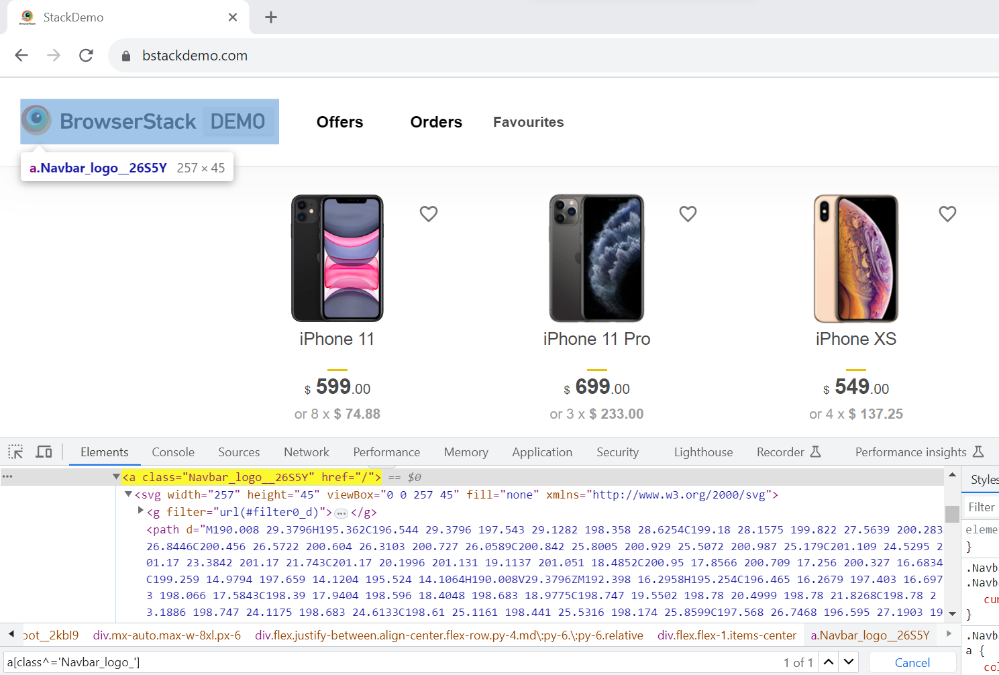 StackDemo
bstackdemo.com
BrowserStack DEMO Offers Orders Favourites
a.Navbar_logo__26S5Y 257 × 45
iPhone 11 iPhone 11 Pro iPhone XS
$ 599.00 $ 699.00 $ 549.00
or 8 x $ 74.88 or 3 x $ 233.00 or 4 x $ 137.25
Elements Console Sources Network Performance Memory Application Security Lighthouse Recorder Performance insights
<a class="Navbar_logo__26S5Y" href="/"> == $0
Styles
<svg width="257" height="45" viewBox="0 0 257 45" fill="none" xmlns="http://www.w3.org/2000/svg">
<g filter="url(#filter0_d)">…</g>
Filter
<path d="M190.008 29.3796H195.362C196.544 29.3796 197.543 29.1282 198.358 28.6254C199.18 28.1575 199.822 27.5639 200.283
26.8446C200.456 26.5722 200.604 26.3103 200.727 26.0589C200.842 25.8005 200.929 25.5072 200.987 25.179C201.109 24.5295 2
01.17 23.3842 201.17 21.743C201.17 20.1996 201.131 19.1137 201.051 18.4852C200.95 17.8566 200.709 17.256 200.327 16.6834
C199.259 14.9794 197.659 14.1204 195.524 14.1064H190.008V29.3796ZM192.398 16.2958H195.254C196.465 16.2679 197.403 16.697
3 198.066 17.5843C198.39 17.9404 198.596 18.4048 198.683 18.9775C198.747 19.5502 198.78 20.4999 198.78 21.8268C198.78 2
3.1886 198.747 24.1175 198.683 24.6133C198.61 25.1161 198.441 25.5316 198.174 25.8599C197.568 26.7468 196.595 27.1903 19
eleme
}
.Navb
.Navb
cur
}
.Navb
a {
col
oot__2kbI9 div.mx-auto.max-w-8xl.px-6 div.flex.justify-between.align-center.flex-row.py-4.md\:py-6.\:py-6.relative div.flex.flex-1.items-center a.Navbar_logo__26S5Y
a[class^='Navbar_logo_'] 1 of 1 Cancel